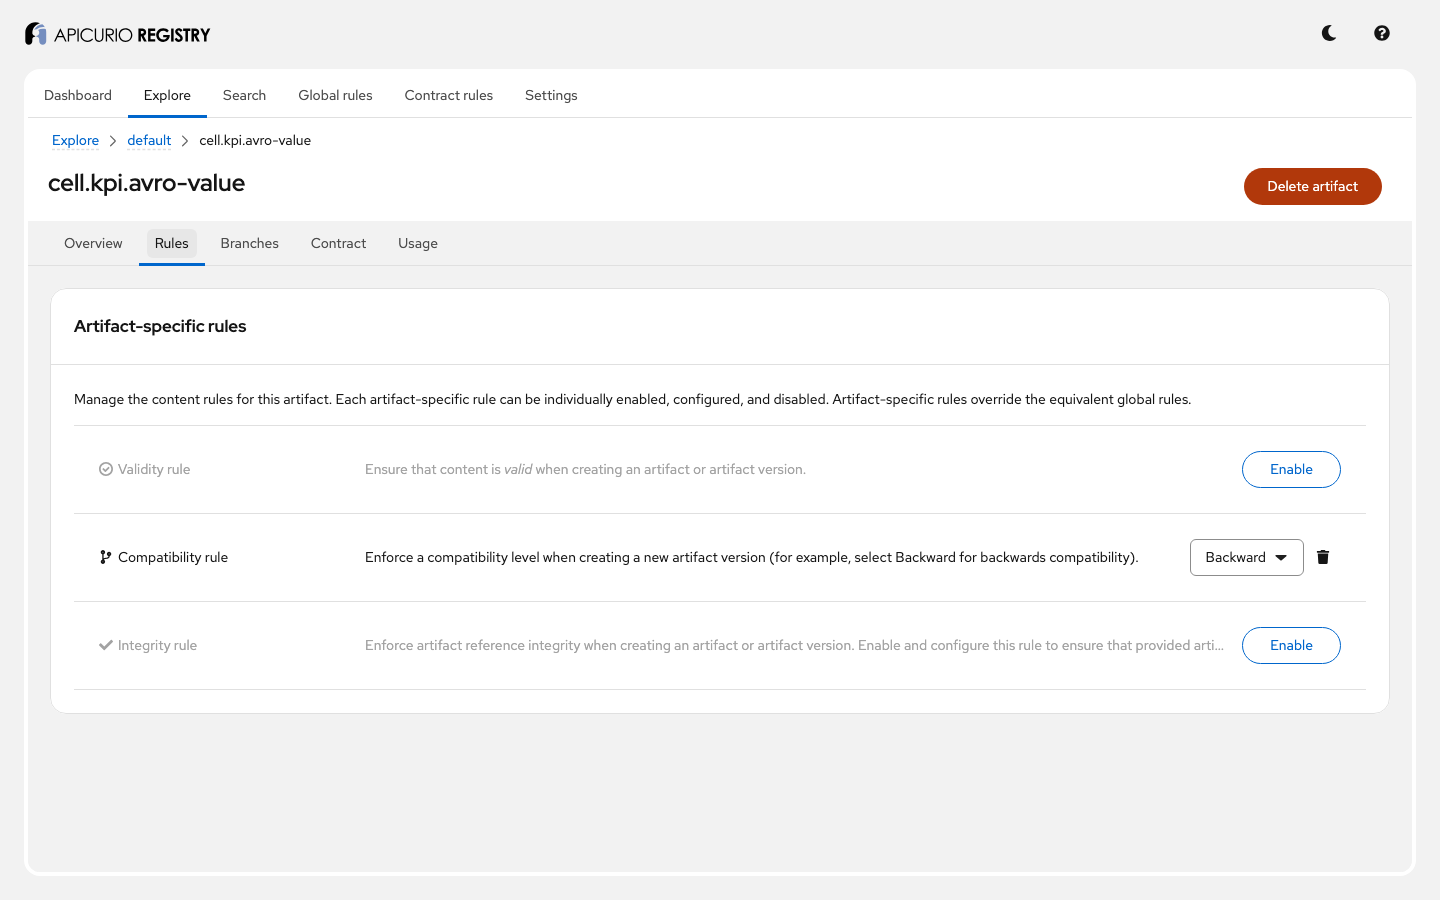 APICURIO REGISTRY
Dashboard Explore Search Global rules Contract rules Settings
Explore default cell.kpi.avro-value
cell.kpi.avro-value
Delete artifact
Overview Rules Branches Contract Usage
Artifact-specific rules
Manage the content rules for this artifact. Each artifact-specific rule can be individually enabled, configured, and disabled. Artifact-specific rules override the equivalent global rules.
Validity rule Ensure that content is valid when creating an artifact or artifact version. Enable
Compatibility rule Enforce a compatibility level when creating a new artifact version (for example, select Backward for backwards compatibility). Backward
Integrity rule Enforce artifact reference integrity when creating an artifact or artifact version. Enable and configure this rule to ensure that provided arti... Enable